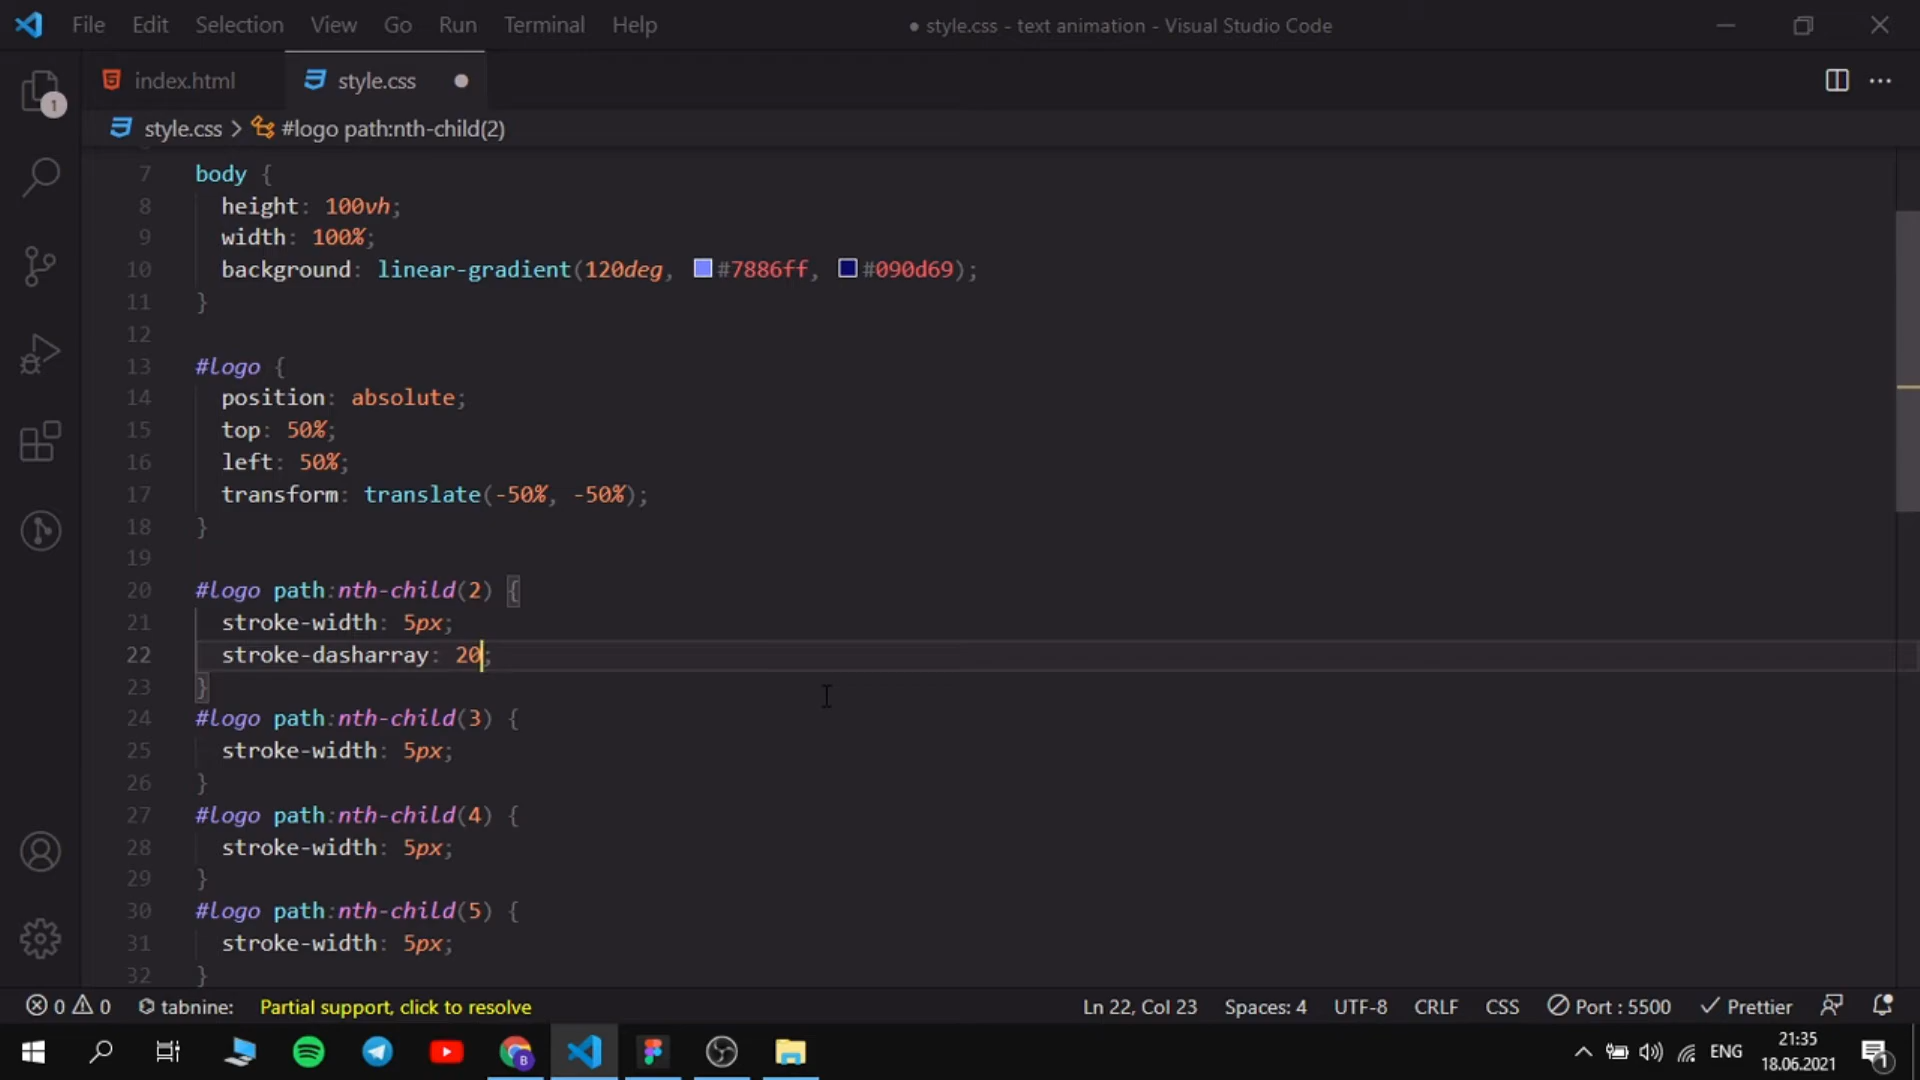 File Edit Selection View Go Run Terminal Help
● style.css - text animation - Visual Studio Code
index.html
style.css ●
style.css > #logo path:nth-child(2)
1
7 body {
8 height: 100vh;
9 width: 100%;
10 background: linear-gradient(120deg, #7886ff, #090d69);
11 }
12
13 #logo {
14 position: absolute;
15 top: 50%;
16 left: 50%;
17 transform: translate(-50%, -50%);
18 }
19
20 #logo path:nth-child(2) {
21 stroke-width: 5px;
22 stroke-dasharray: 20;
23 }
24 #logo path:nth-child(3) {
25 stroke-width: 5px;
26 }
27 #logo path:nth-child(4) {
28 stroke-width: 5px;
29 }
30 #logo path:nth-child(5) {
31 stroke-width: 5px;
32 }
0 0 tabnine: Partial support, click to resolve
Ln 22, Col 23 Spaces: 4 UTF-8 CRLF CSS Port : 5500 Prettier
B
ENG
21:35
18.06.2021
1